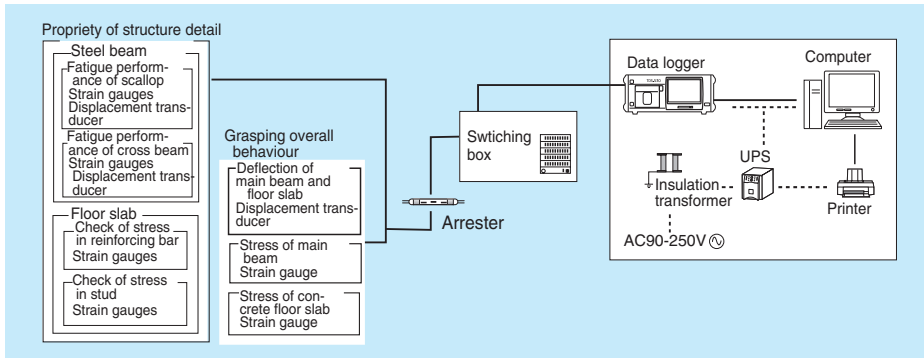 Propriety of structure detail
Steel beam
Fatigue perform-
ance of scallop
Strain gauges
Displacement trans-
ducer
Fatigue perform-
ance of cross beam
Strain gauges
Displacement trans-
ducer
Floor slab
Check of stress
in reinforcing bar
Strain gauges
Check of stress
in stud
Strain gauges
Grasping overall
behaviour
Deflection of
main beam and
floor slab
Displacement trans-
ducer
Stress of main
beam
Strain gauge
Stress of con-
crete floor slab
Strain gauge
Arrester
Swtiching
box
Data logger
Computer
UPS
Insulation
transformer
Printer
AC90-250V